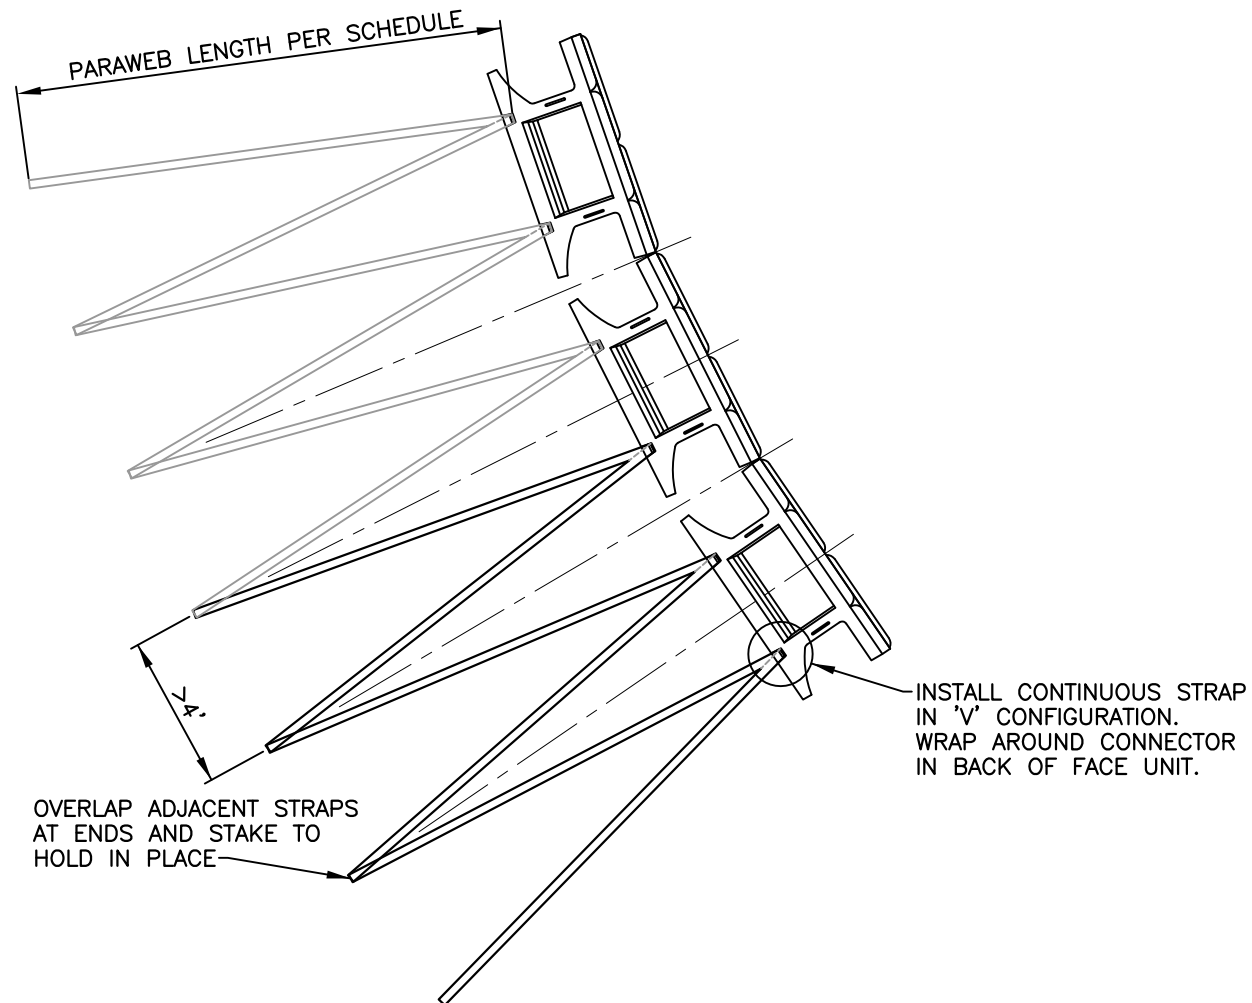 PARAWEB LENGTH PER SCHEDULE
>4'
INSTALL CONTINUOUS STRAP
IN 'V' CONFIGURATION.
WRAP AROUND CONNECTOR
IN BACK OF FACE UNIT.
OVERLAP ADJACENT STRAPS
AT ENDS AND STAKE TO
HOLD IN PLACE